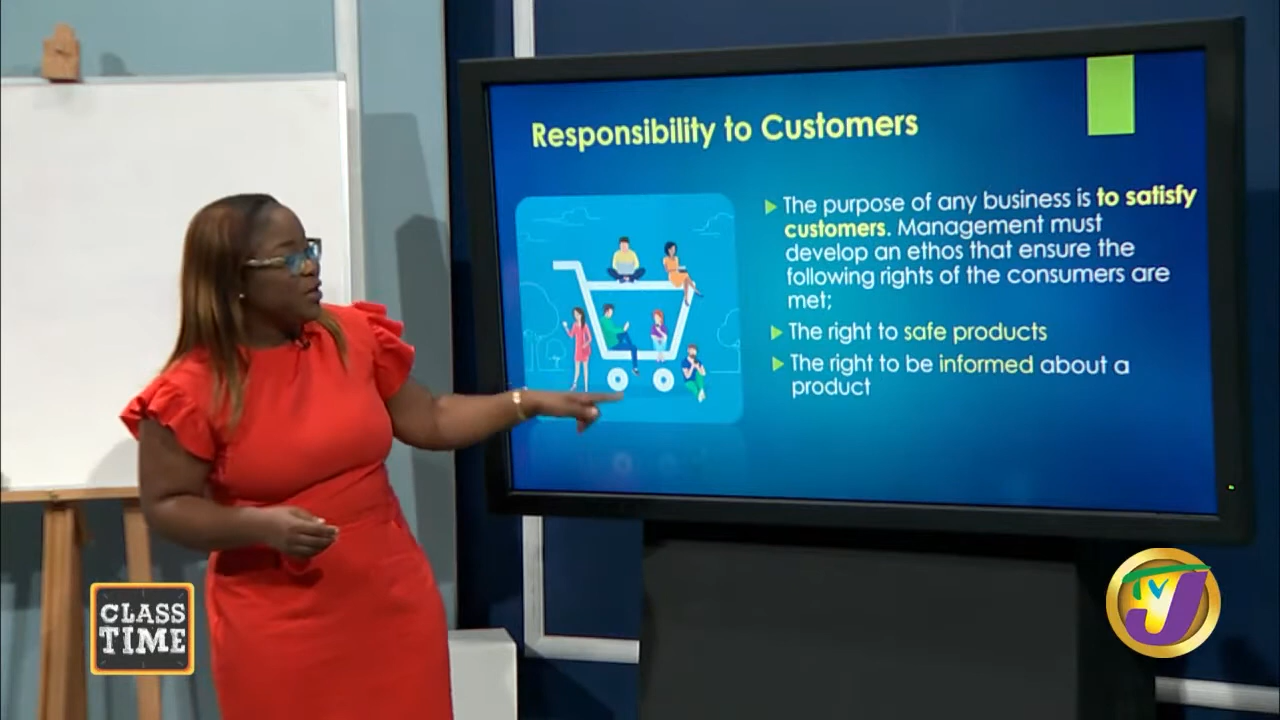 Responsibility to Customers
The purpose of any business is to satisfy
customers. Management must
develop an ethos that ensure the
following rights of the consumers are
met;
The right to safe products
The right to be informed about a
product
CLASS
TIME
TVJ